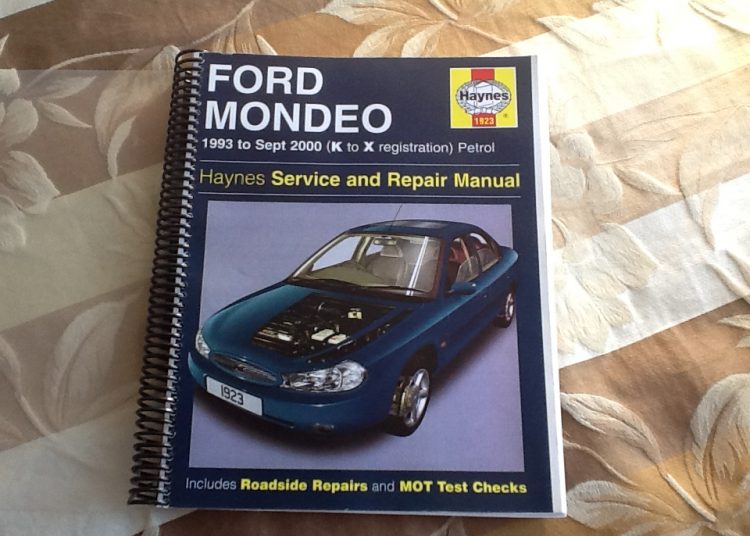 FORD
MONDEO
Haynes
1923
®
1993 to Sept 2000 (K to X registration) Petrol
Haynes Service and Repair Manual
1923
Includes Roadside Repairs and MOT Test Checks